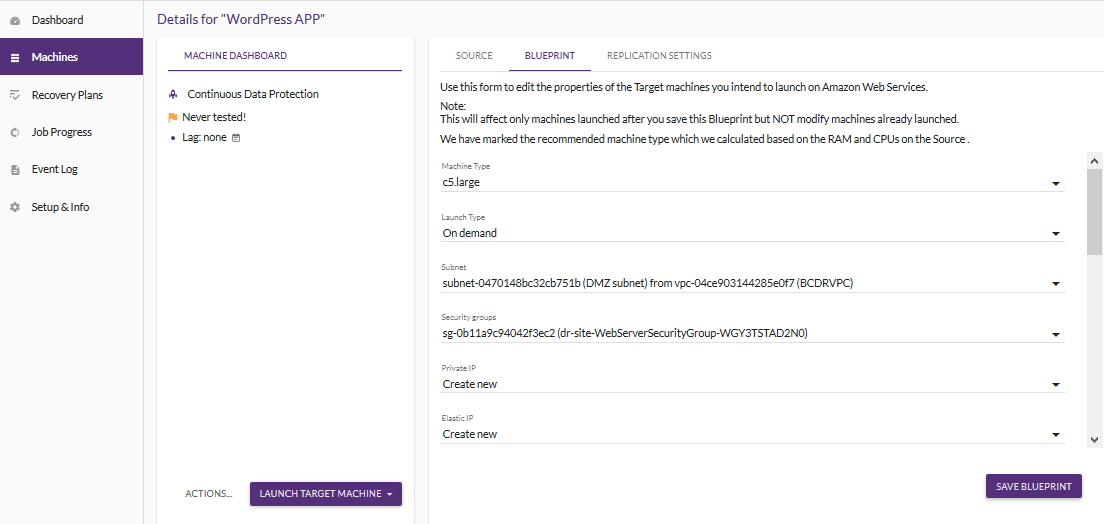 Dashboard
Machines
Recovery Plans
Job Progress
Event Log
Setup & Info
Details for "WordPress APP"
MACHINE DASHBOARD
Continuous Data Protection
Never tested!
Lag: none
ACTIONS...
LAUNCH TARGET MACHINE
SOURCE
BLUEPRINT
REPLICATION SETTINGS
Use this form to edit the properties of the Target machines you intend to launch on Amazon Web Services.
Note:
This will affect only machines launched after you save this Blueprint but NOT modify machines already launched.
We have marked the recommended machine type which we calculated based on the RAM and CPUs on the Source .
Machine Type
c5.large
Launch Type
On demand
Subnet
subnet-0470148bc32cb751b (DMZ subnet) from vpc-04ce903144285e0f7 (BCDRVPC)
Security groups
sg-0b11a9c94042f3ec2 (dr-site-WebServerSecurityGroup-WGY3TSTAD2N0)
Private IP
Create new
Elastic IP
Create new
SAVE BLUEPRINT